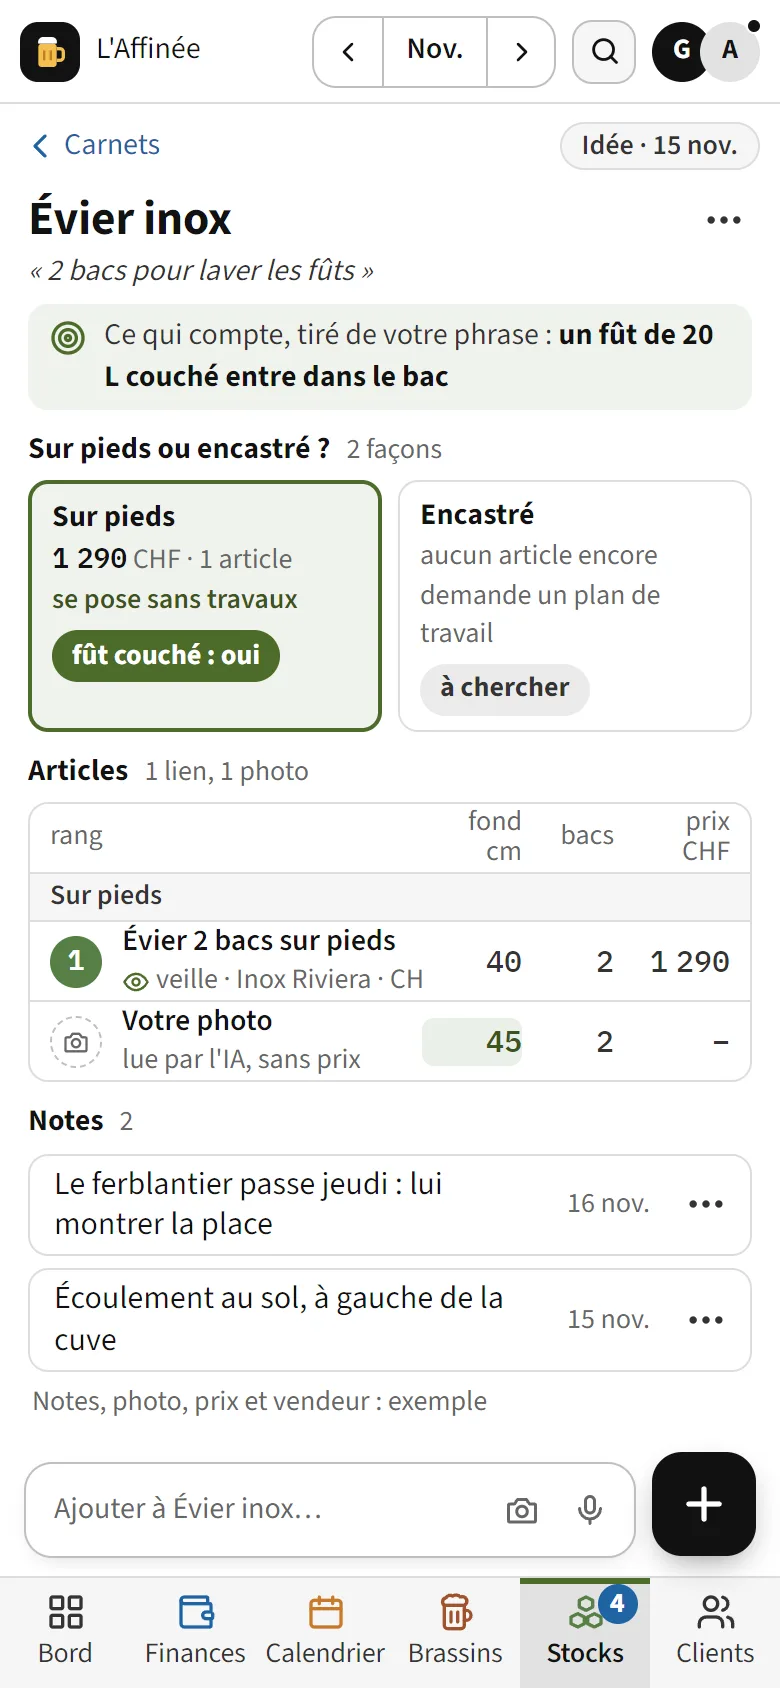 L'Affinée
Nov.
G
A
Carnets
Idée · 15 nov.
Évier inox
« 2 bacs pour laver les fûts »
Ce qui compte, tiré de votre phrase : un fût de 20
L couché entre dans le bac
Sur pieds ou encastré ? 2 façons
Sur pieds
1 290 CHF · 1 article
se pose sans travaux
fût couché : oui
Encastré
aucun article encore
demande un plan de
travail
à chercher
Articles 1 lien, 1 photo
rang
fond
cm
bacs
prix
CHF
Sur pieds
1
Évier 2 bacs sur pieds
veille · Inox Riviera · CH
40
2
1 290
Votre photo
lue par l'IA, sans prix
45
2
–
Notes 2
Le ferblantier passe jeudi : lui
montrer la place
16 nov.
Écoulement au sol, à gauche de la
cuve
15 nov.
Notes, photo, prix et vendeur : exemple
Ajouter à Évier inox…
Bord
Finances
Calendrier
Brassins
4
Stocks
Clients